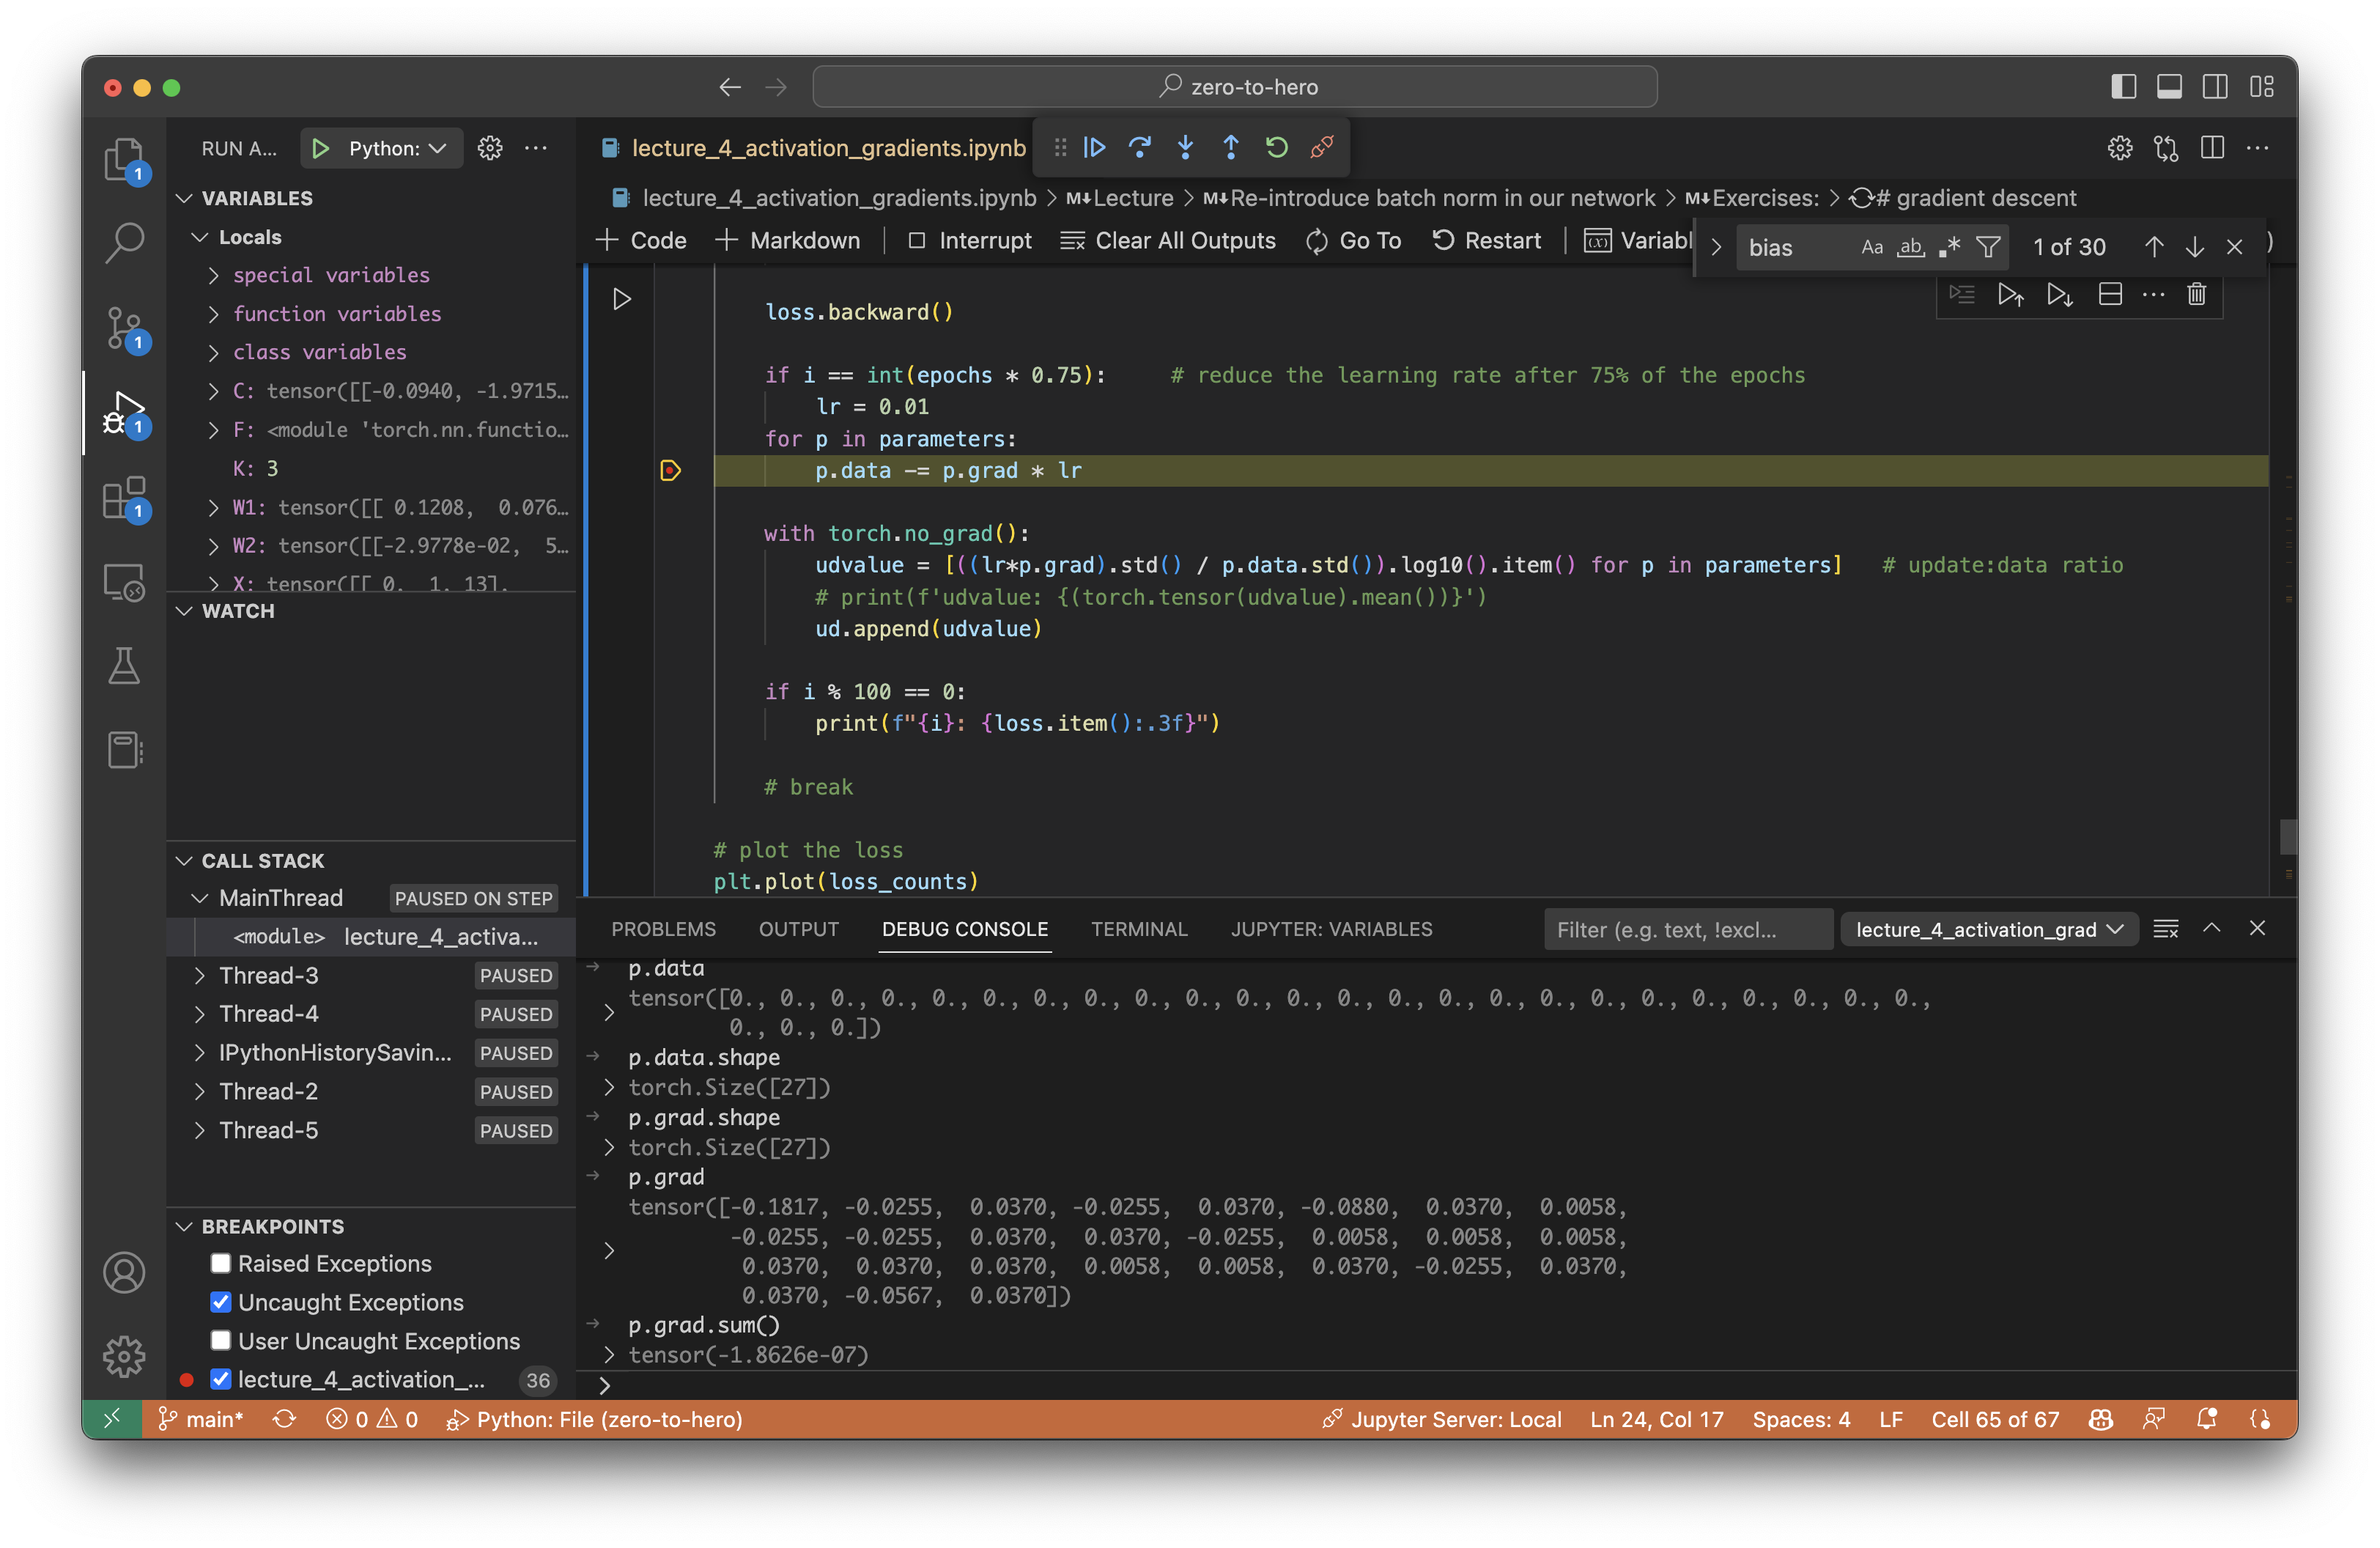 zero-to-hero
RUN A...
Python:
VARIABLES
Locals
special variables
function variables
class variables
C: tensor([[-0.0940, -1.9715...
F: <module 'torch.nn.functio...
K: 3
W1: tensor([[ 0.1208,  0.076...
W2: tensor([[-2.9778e-02,  5...
X: tensor([[ 0,  1, 13],
WATCH
CALL STACK
MainThread PAUSED ON STEP
<module> lecture_4_activa...
Thread-3 PAUSED
Thread-4 PAUSED
IPythonHistorySavin... PAUSED
Thread-2 PAUSED
Thread-5 PAUSED
BREAKPOINTS
Raised Exceptions
Uncaught Exceptions
User Uncaught Exceptions
lecture_4_activation_... 36
1
1
1
1
lecture_4_activation_gradients.ipynb
lecture_4_activation_gradients.ipynb > M↓Lecture > M↓Re-introduce batch norm in our network > M↓Exercises: > # gradient descent
+ Code + Markdown Interrupt Clear All Outputs Go To Restart Variabl
bias Aa ab .* 1 of 30
loss.backward()
if i == int(epochs * 0.75):     # reduce the learning rate after 75% of the epochs
lr = 0.01
for p in parameters:
p.data -= p.grad * lr
with torch.no_grad():
udvalue = [((lr*p.grad).std() / p.data.std()).log10().item() for p in parameters]   # update:data ratio
# print(f'udvalue: {(torch.tensor(udvalue).mean())}')
ud.append(udvalue)
if i % 100 == 0:
print(f"{i}: {loss.item():.3f}")
# break
# plot the loss
plt.plot(loss_counts)
PROBLEMS OUTPUT DEBUG CONSOLE TERMINAL JUPYTER: VARIABLES Filter (e.g. text, !excl... lecture_4_activation_grad
p.data
tensor([0., 0., 0., 0., 0., 0., 0., 0., 0., 0., 0., 0., 0., 0., 0., 0., 0., 0., 0., 0., 0., 0., 0., 0.,
0., 0., 0.])
p.data.shape
torch.Size([27])
p.grad.shape
torch.Size([27])
p.grad
tensor([-0.1817, -0.0255,  0.0370, -0.0255,  0.0370, -0.0880,  0.0370,  0.0058,
-0.0255, -0.0255,  0.0370,  0.0370, -0.0255,  0.0058,  0.0058,  0.0058,
0.0370,  0.0370,  0.0370,  0.0058,  0.0058,  0.0370, -0.0255,  0.0370,
0.0370, -0.0567,  0.0370])
p.grad.sum()
tensor(-1.8626e-07)
main* 0 0 Python: File (zero-to-hero) Jupyter Server: Local Ln 24, Col 17 Spaces: 4 LF Cell 65 of 67